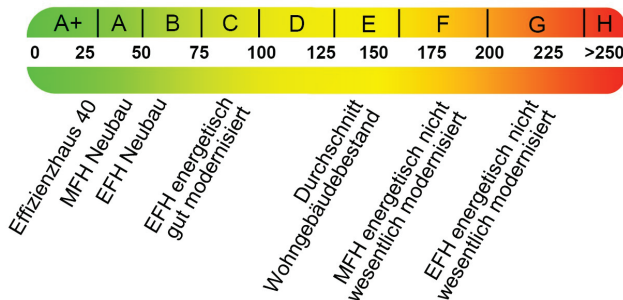 A+ A B C D E F G H
0 25 50 75 100 125 150 175 200 225 >250
Effizienzhaus 40
MFH Neubau
EFH Neubau
EFH energetisch
gut modernisiert
Durchschnitt
Wohngebäudebestand
MFH energetisch nicht
wesentlich modernisiert
EFH energetisch nicht
wesentlich modernisiert